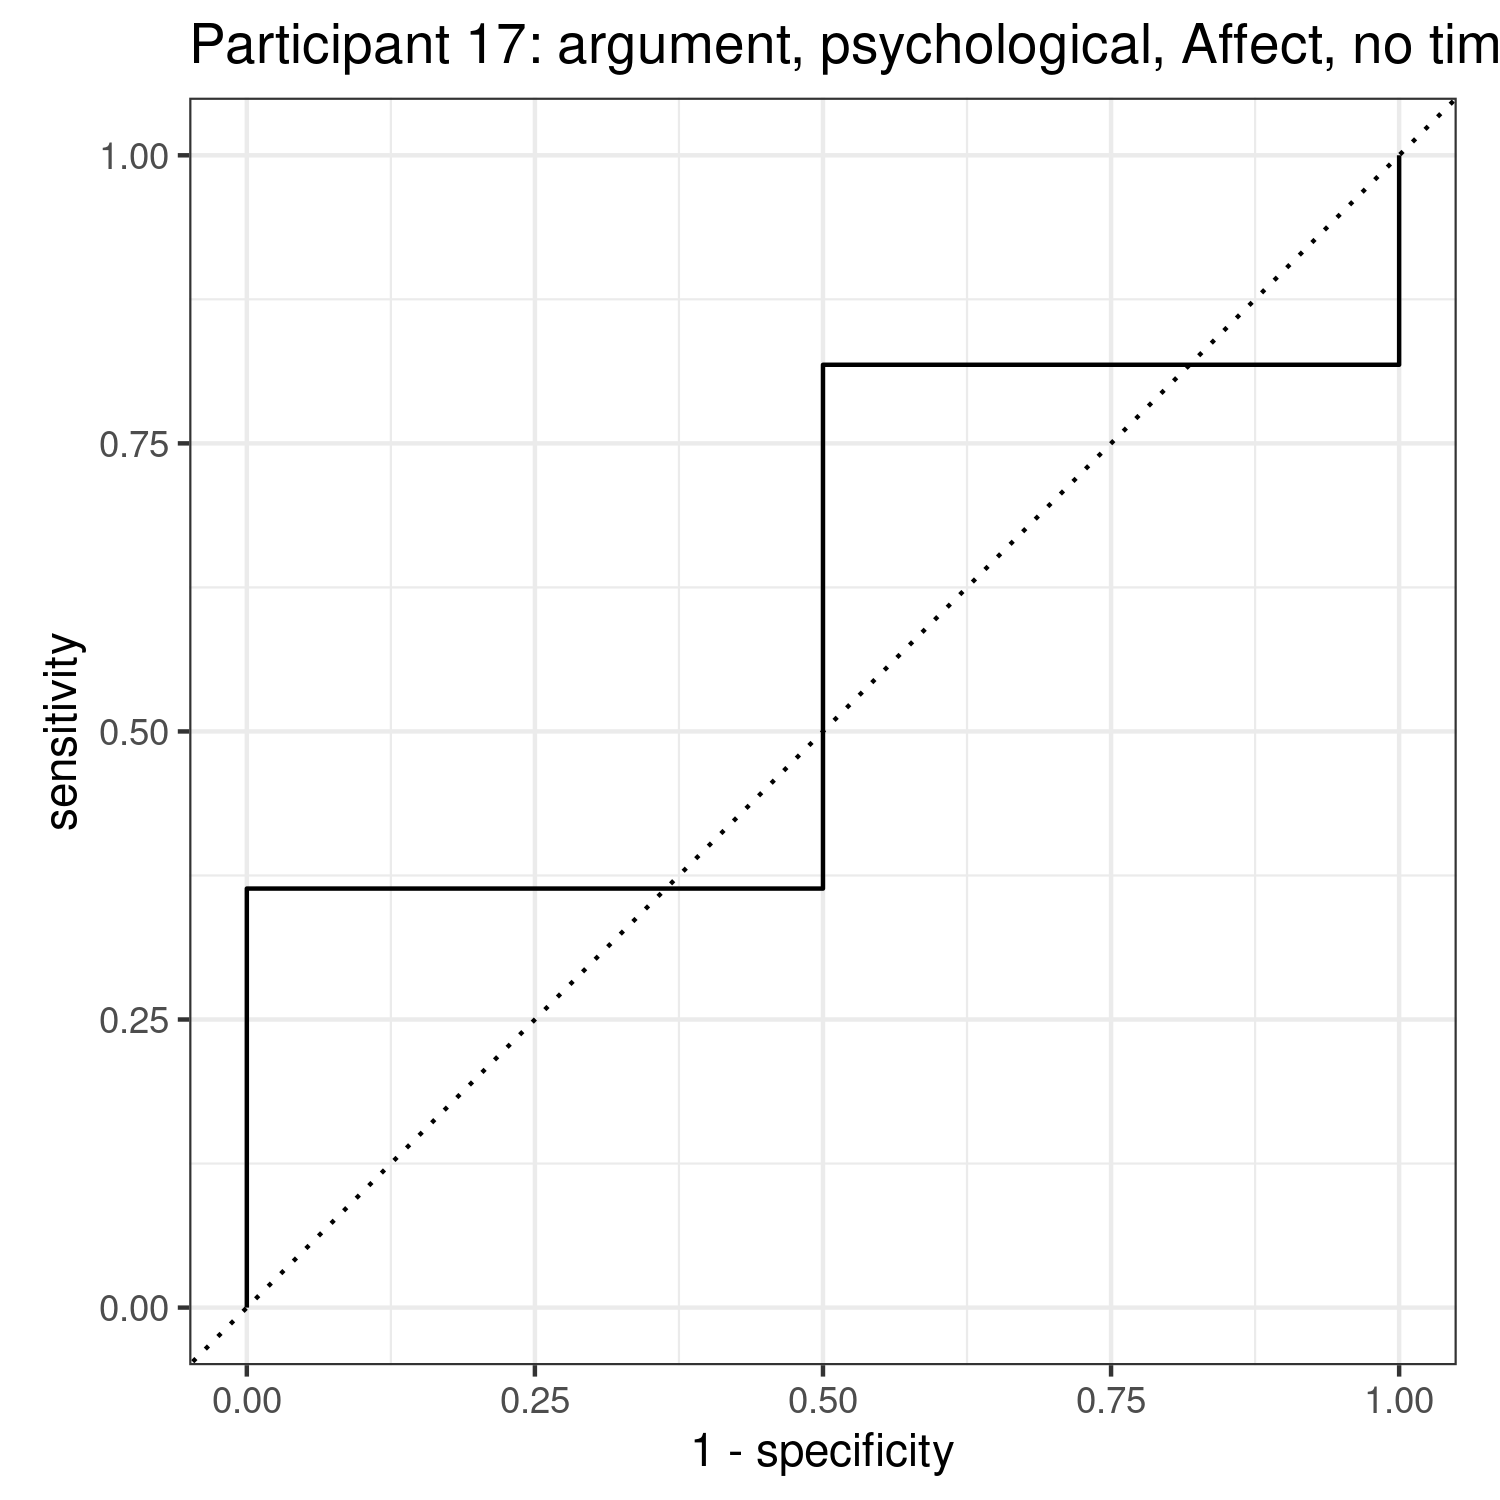 Participant 17: argument, psychological, Affect, no tim
1.00
0.75
0.50
0.25
0.00
sensitivity
0.00 0.25 0.50 0.75 1.00
1 - specificity